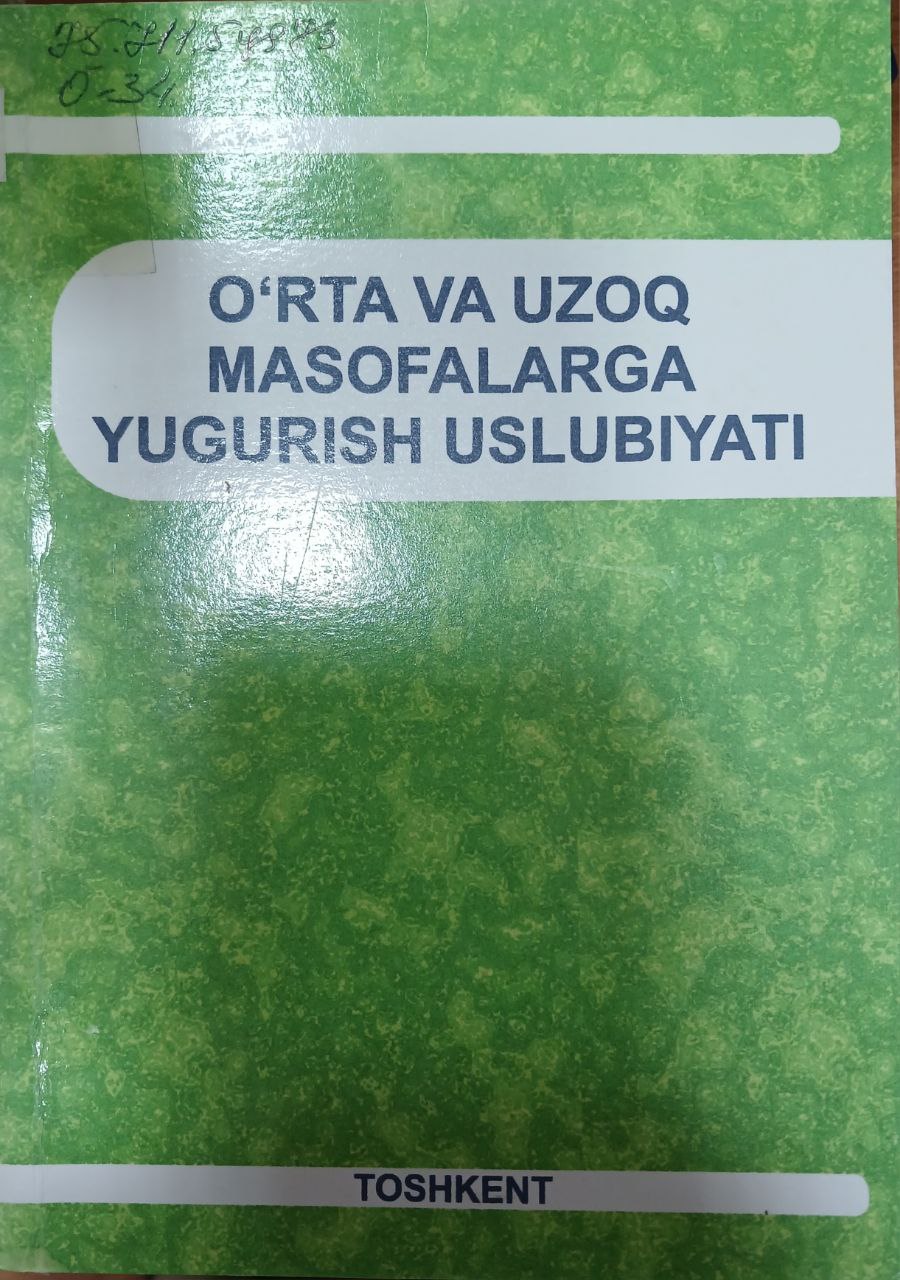 O‘RTA VA UZOQ
MASOFALARGA
YUGURISH USLUBIYATI
TOSHKENT